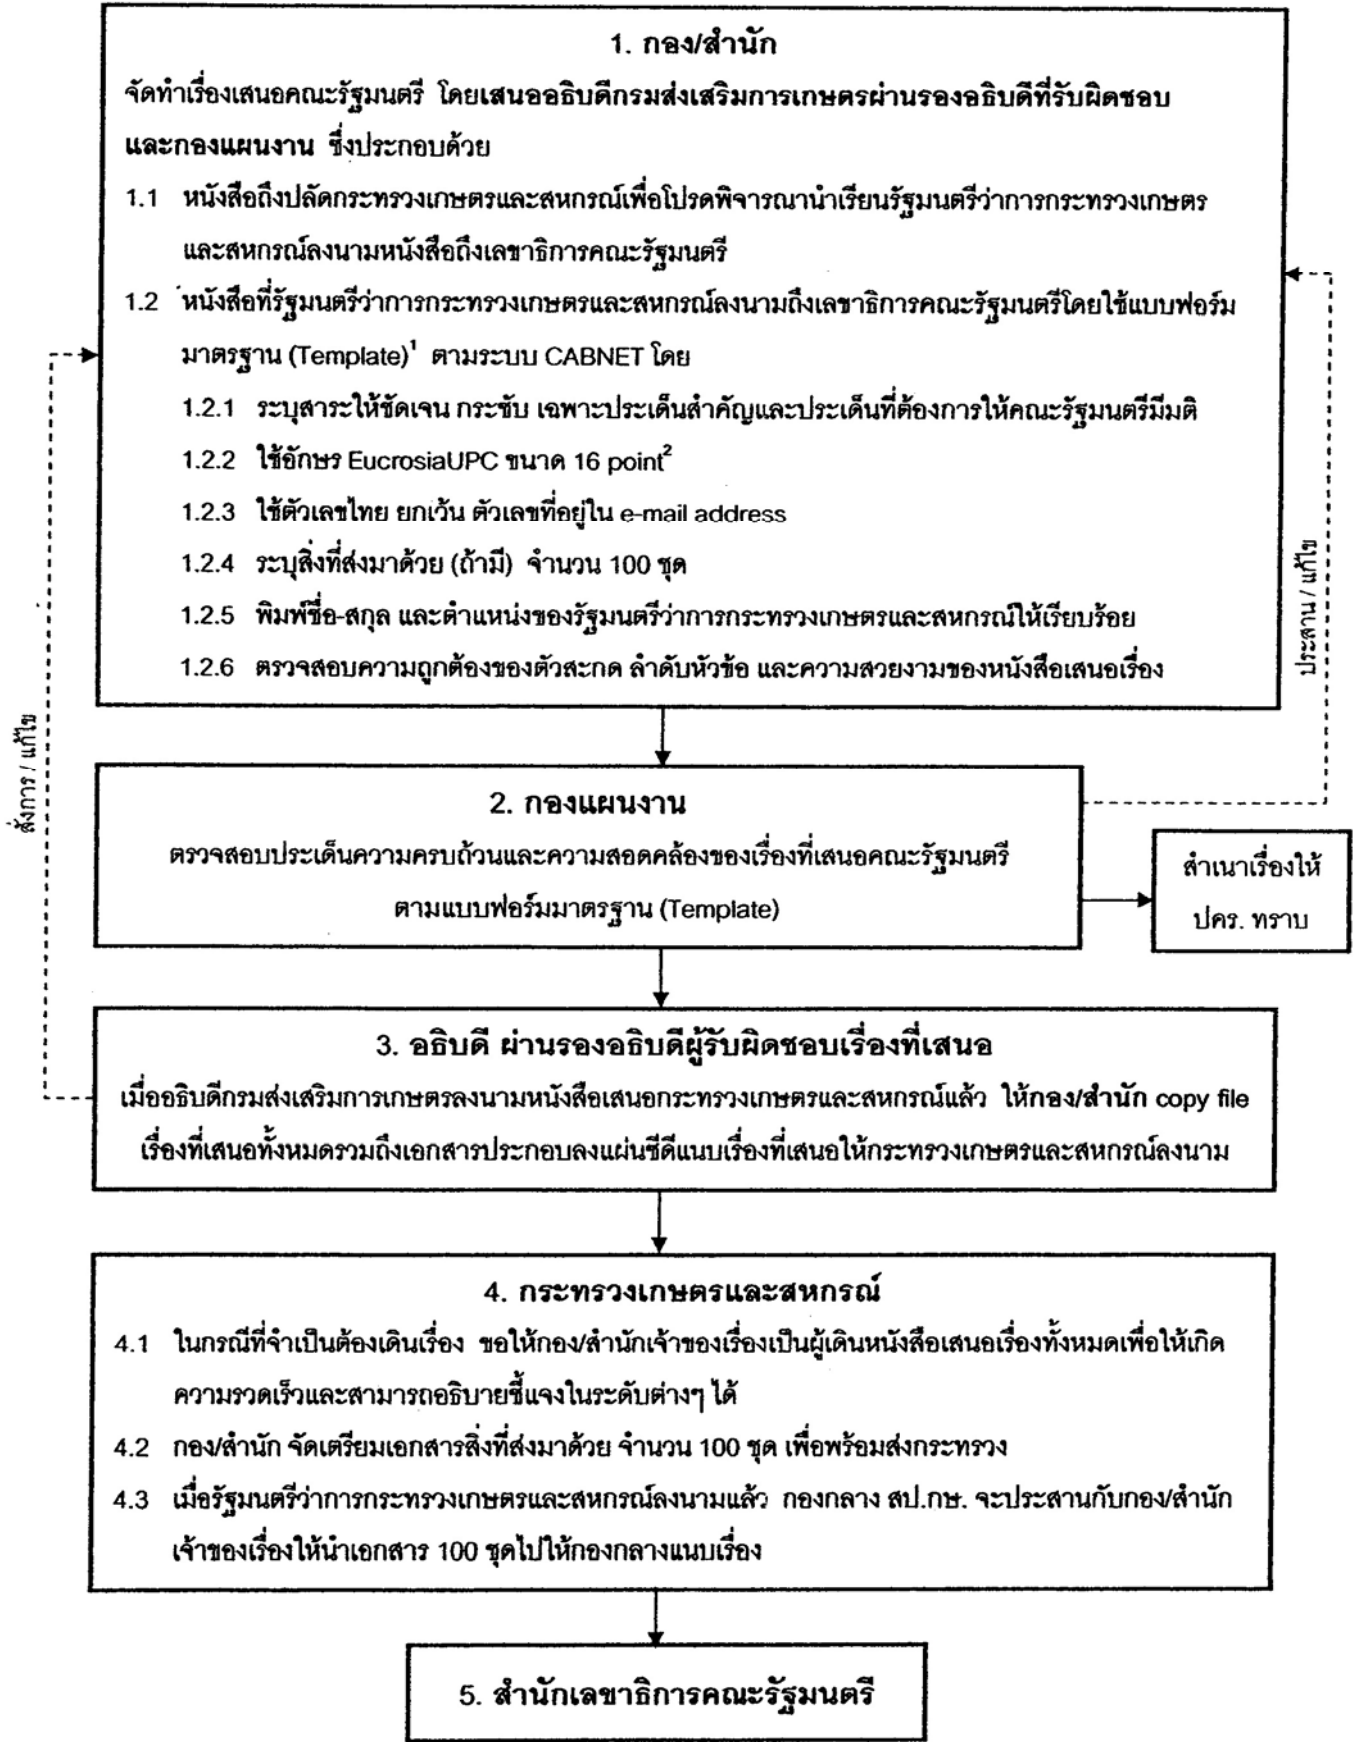 1. กอง/สำนัก
จัดทำเรื่องเสนอคณะรัฐมนตรี โดยเสนออธิบดีกรมส่งเสริมการเกษตรผ่านรองอธิบดีที่รับผิดชอบ
และกองแผนงาน ซึ่งประกอบด้วย
1.1 หนังสือถึงปลัดกระทรวงเกษตรและสหกรณ์เพื่อโปรดพิจารณานำเรียนรัฐมนตรีว่าการกระทรวงเกษตร
และสหกรณ์ลงนามหนังสือถึงเลขาธิการคณะรัฐมนตรี
1.2 หนังสือที่รัฐมนตรีว่าการกระทรวงเกษตรและสหกรณ์ลงนามถึงเลขาธิการคณะรัฐมนตรีโดยใช้แบบฟอร์ม
มาตรฐาน (Template)¹ ตามระบบ CABNET โดย
1.2.1 ระบุสาระให้ชัดเจน กระชับ เฉพาะประเด็นสำคัญและประเด็นที่ต้องการให้คณะรัฐมนตรีมีมติ
1.2.2 ใช้อักษร EucrosiaUPC ขนาด 16 point²
1.2.3 ใช้ตัวเลขไทย ยกเว้น ตัวเลขที่อยู่ใน e-mail address
1.2.4 ระบุสิ่งที่ส่งมาด้วย (ถ้ามี) จำนวน 100 ชุด
1.2.5 พิมพ์ชื่อ-สกุล และตำแหน่งของรัฐมนตรีว่าการกระทรวงเกษตรและสหกรณ์ให้เรียบร้อย
1.2.6 ตรวจสอบความถูกต้องของตัวสะกด ลำดับหัวข้อ และความสวยงามของหนังสือเสนอเรื่อง
ประสาน / แก้ไข
สั่งการ / แก้ไข
2. กองแผนงาน
ตรวจสอบประเด็นความครบถ้วนและความสอดคล้องของเรื่องที่เสนอคณะรัฐมนตรี
ตามแบบฟอร์มมาตรฐาน (Template)
สำเนาเรื่องให้
ปคร. ทราบ
3. อธิบดี ผ่านรองอธิบดีผู้รับผิดชอบเรื่องที่เสนอ
เมื่ออธิบดีกรมส่งเสริมการเกษตรลงนามหนังสือเสนอกระทรวงเกษตรและสหกรณ์แล้ว ให้กอง/สำนัก copy file
เรื่องที่เสนอทั้งหมดรวมถึงเอกสารประกอบลงแผ่นซีดีแนบเรื่องที่เสนอให้กระทรวงเกษตรและสหกรณ์ลงนาม
4. กระทรวงเกษตรและสหกรณ์
4.1 ในกรณีที่จำเป็นต้องเดินเรื่อง ขอให้กอง/สำนักเจ้าของเรื่องเป็นผู้เดินหนังสือเสนอเรื่องทั้งหมดเพื่อให้เกิด
ความรวดเร็วและสามารถอธิบายชี้แจงในระดับต่างๆ ได้
4.2 กอง/สำนัก จัดเตรียมเอกสารสิ่งที่ส่งมาด้วย จำนวน 100 ชุด เพื่อพร้อมส่งกระทรวง
4.3 เมื่อรัฐมนตรีว่าการกระทรวงเกษตรและสหกรณ์ลงนามแล้ว กองกลาง สป.กษ. จะประสานกับกอง/สำนัก
เจ้าของเรื่องให้นำเอกสาร 100 ชุดไปให้กองกลางแนบเรื่อง
5. สำนักเลขาธิการคณะรัฐมนตรี